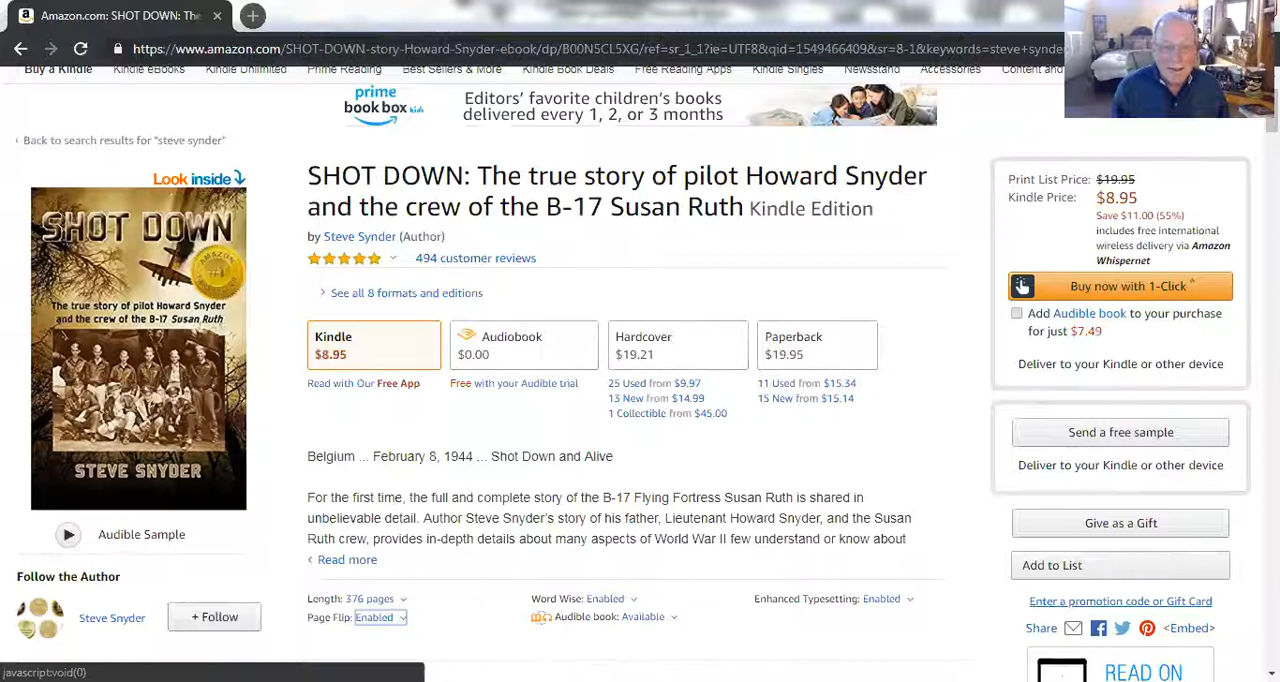 Amazon.com: SHOT DOWN: The
https://www.amazon.com/SHOT-DOWN-story-Howard-Snyder-ebook/dp/B00N5CL5XG/ref=sr_1_1?ie=UTF8&qid=1549466409&sr=8-1&keywords=steve+synde
Buy a Kindle Kindle eBooks Kindle Unlimited Prime Reading Best Sellers & More Kindle Book Deals Free Reading Apps Kindle Singles Newsstand Accessories Content and
prime
book box kids
Editors' favorite children's books
delivered every 1, 2, or 3 months
‹ Back to search results for "steve synder"
Look inside
SHOT DOWN
AMAZON
#1
The true story of pilot Howard Snyder
and the crew of the B-17 Susan Ruth
STEVE SNYDER
Audible Sample
Follow the Author
Steve Snyder
+ Follow
SHOT DOWN: The true story of pilot Howard Snyder
and the crew of the B-17 Susan Ruth Kindle Edition
by Steve Synder (Author)
494 customer reviews
› See all 8 formats and editions
Kindle
$8.95
Read with Our Free App
Audiobook
$0.00
Free with your Audible trial
Hardcover
$19.21
25 Used from $9.97
13 New from $14.99
1 Collectible from $45.00
Paperback
$19.95
11 Used from $15.34
15 New from $15.14
Belgium ... February 8, 1944 ... Shot Down and Alive
For the first time, the full and complete story of the B-17 Flying Fortress Susan Ruth is shared in
unbelievable detail. Author Steve Snyder's story of his father, Lieutenant Howard Snyder, and the Susan
Ruth crew, provides in-depth details about many aspects of World War II few understand or know about
‹ Read more
Length: 376 pages
Word Wise: Enabled
Enhanced Typesetting: Enabled
Page Flip: Enabled
Audible book: Available
Print List Price: $19.95
Kindle Price: $8.95
Save $11.00 (55%)
includes free international
wireless delivery via Amazon
Whispernet
Buy now with 1-Click
Add Audible book to your purchase
for just $7.49
Deliver to your Kindle or other device
Send a free sample
Deliver to your Kindle or other device
Give as a Gift
Add to List
Enter a promotion code or Gift Card
Share <Embed>
READ ON
javascript:void(0)